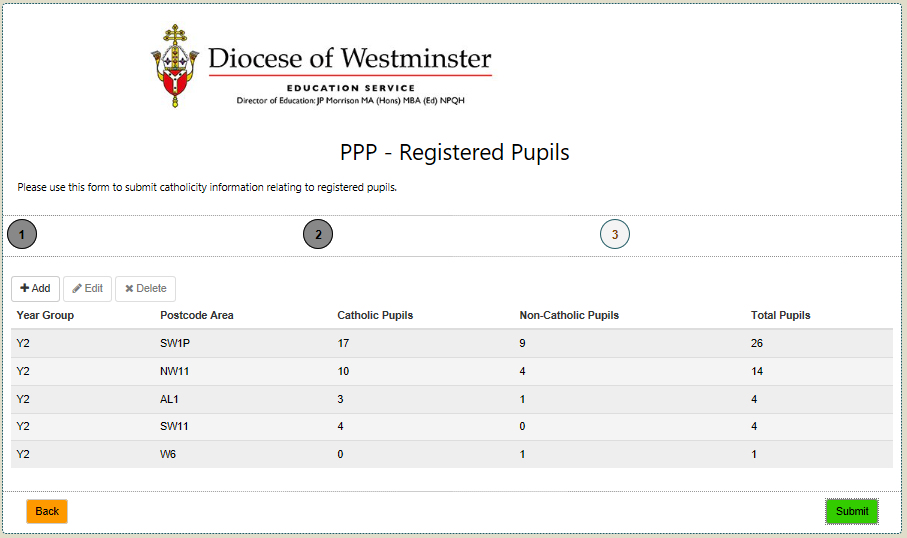 Diocese of Westminster
EDUCATION SERVICE
Director of Education: JP Morrison MA (Hons) MBA (Ed) NPQH
PPP - Registered Pupils
Please use this form to submit catholicity information relating to registered pupils.
1 2 3
Add Edit Delete
Year Group Postcode Area Catholic Pupils Non-Catholic Pupils Total Pupils
Y2 SW1P 17 9 26
Y2 NW11 10 4 14
Y2 AL1 3 1 4
Y2 SW11 4 0 4
Y2 W6 0 1 1
Back Submit